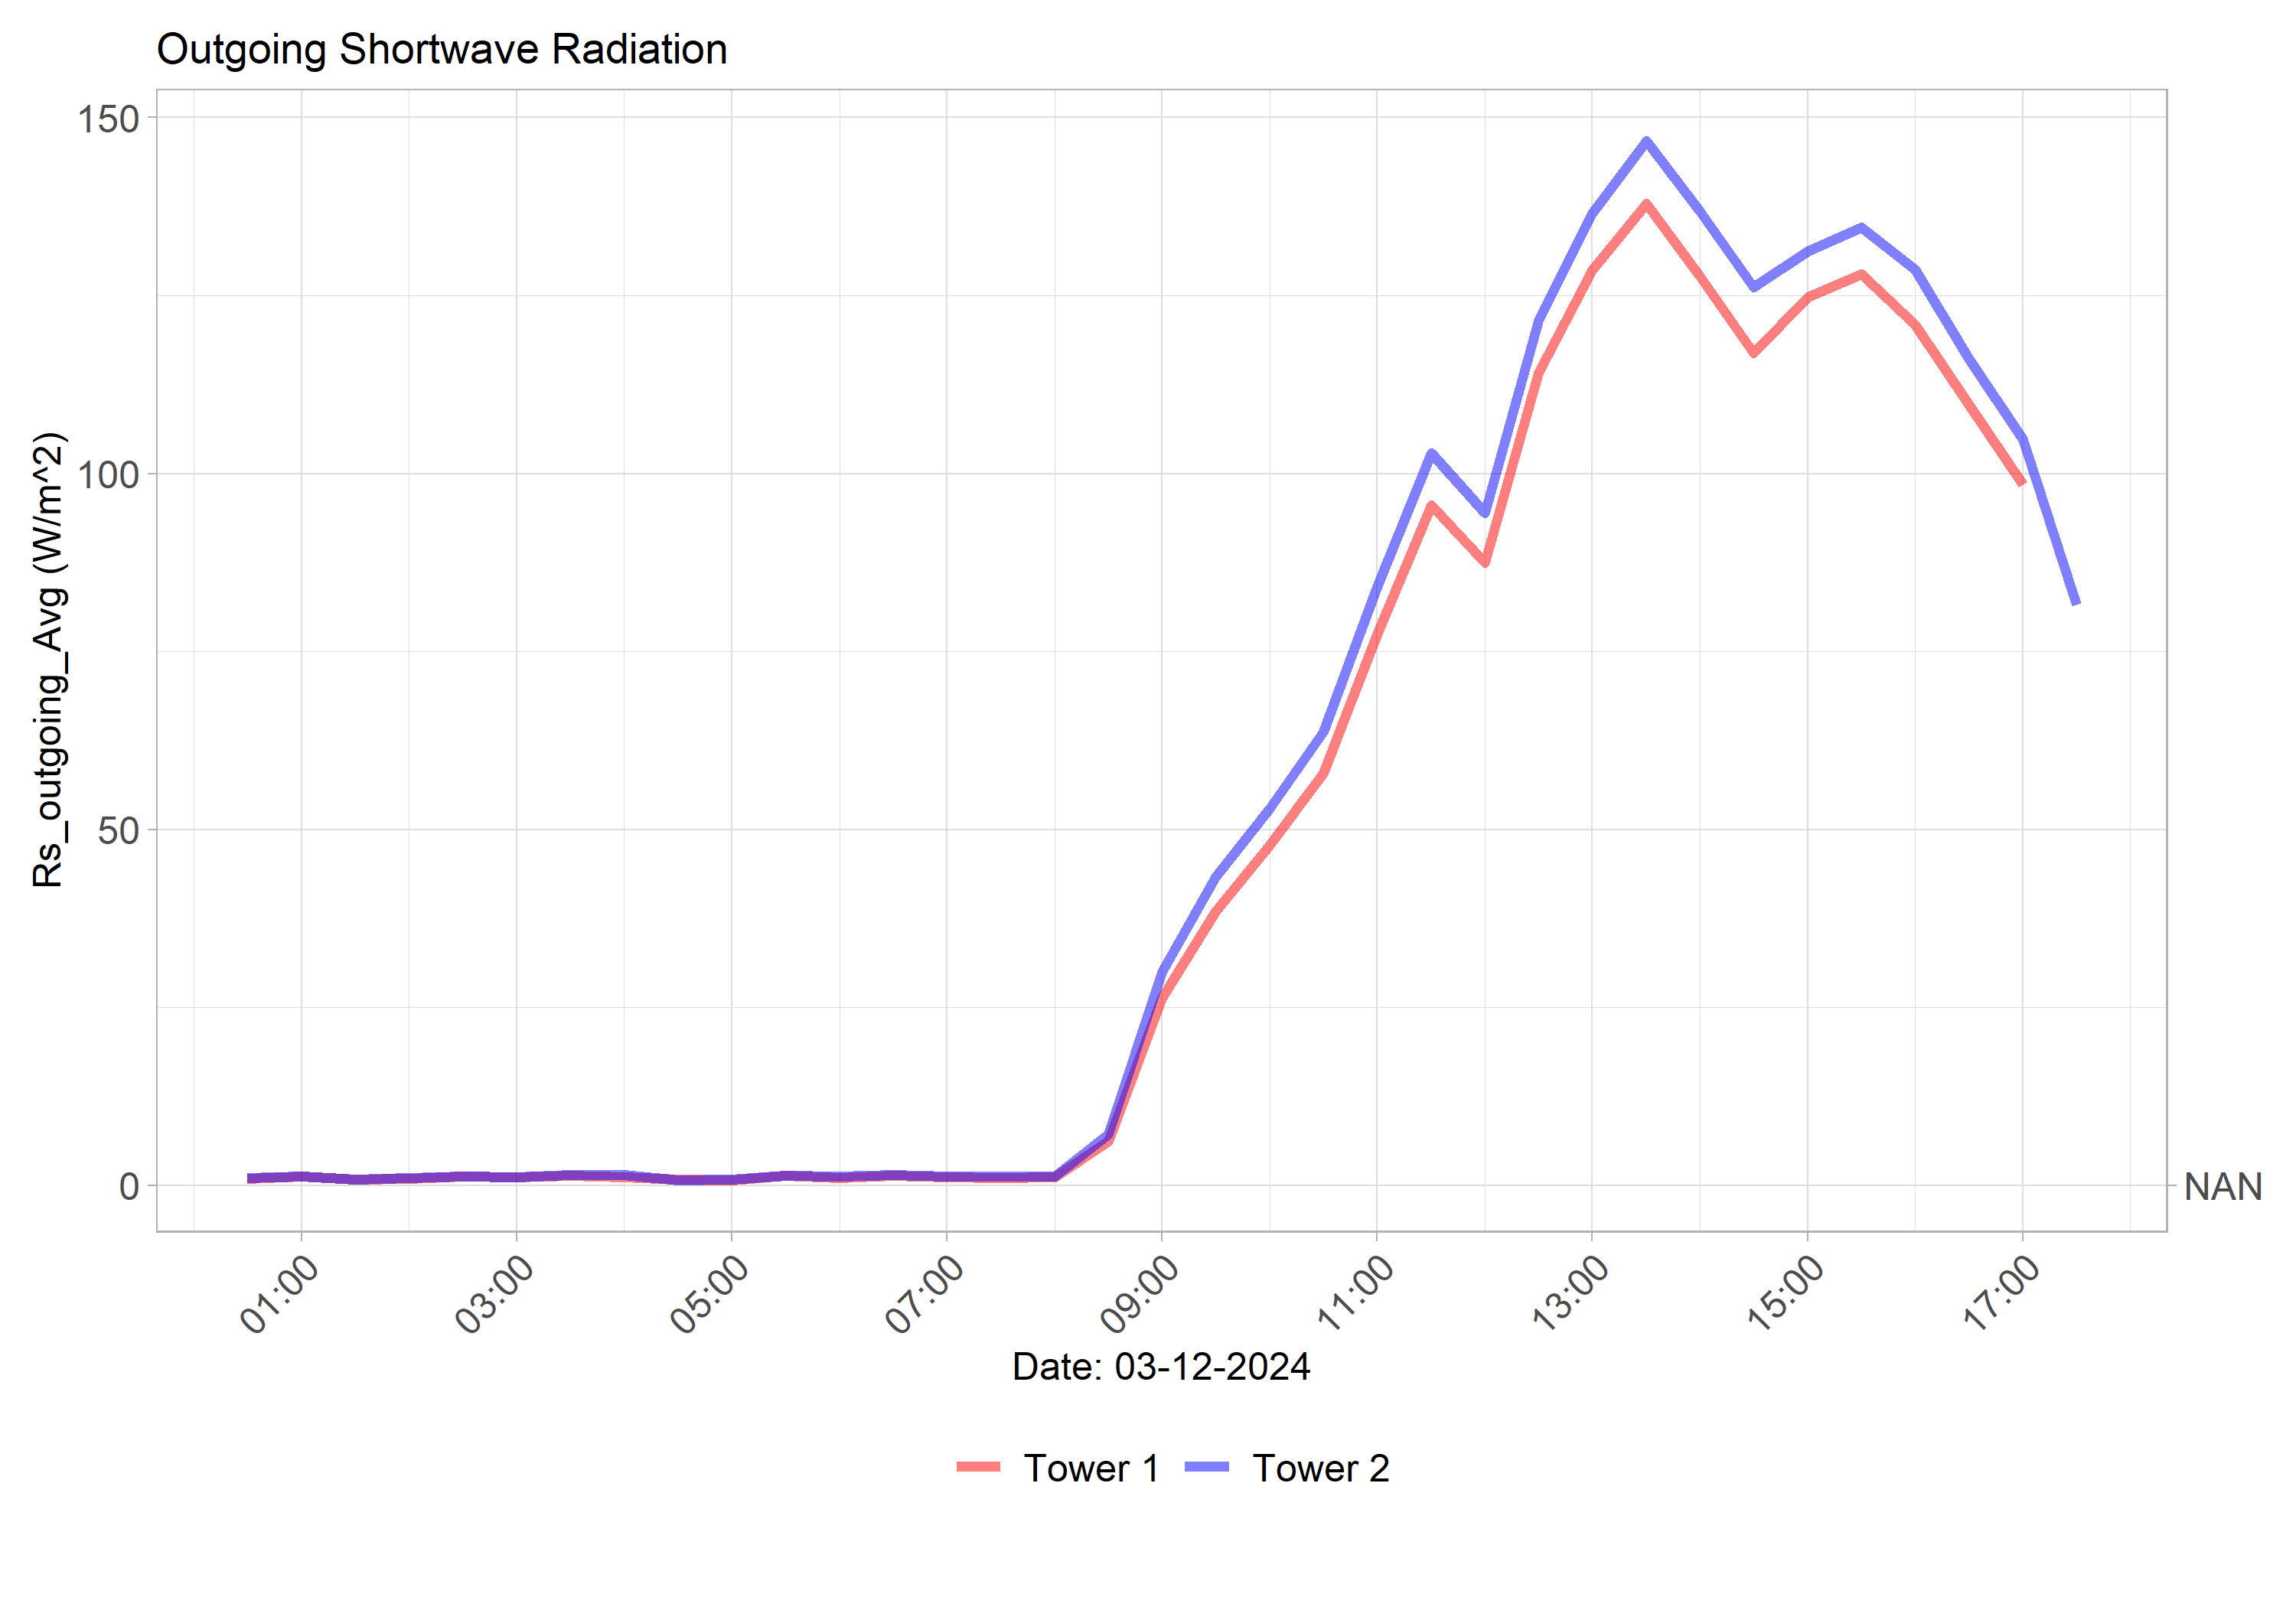 Outgoing Shortwave Radiation
150
100
50
0
Rs_outgoing_Avg (W/m^2)
NAN
01:00 03:00 05:00 07:00 09:00 11:00 13:00 15:00 17:00
Date: 03-12-2024
Tower 1 Tower 2